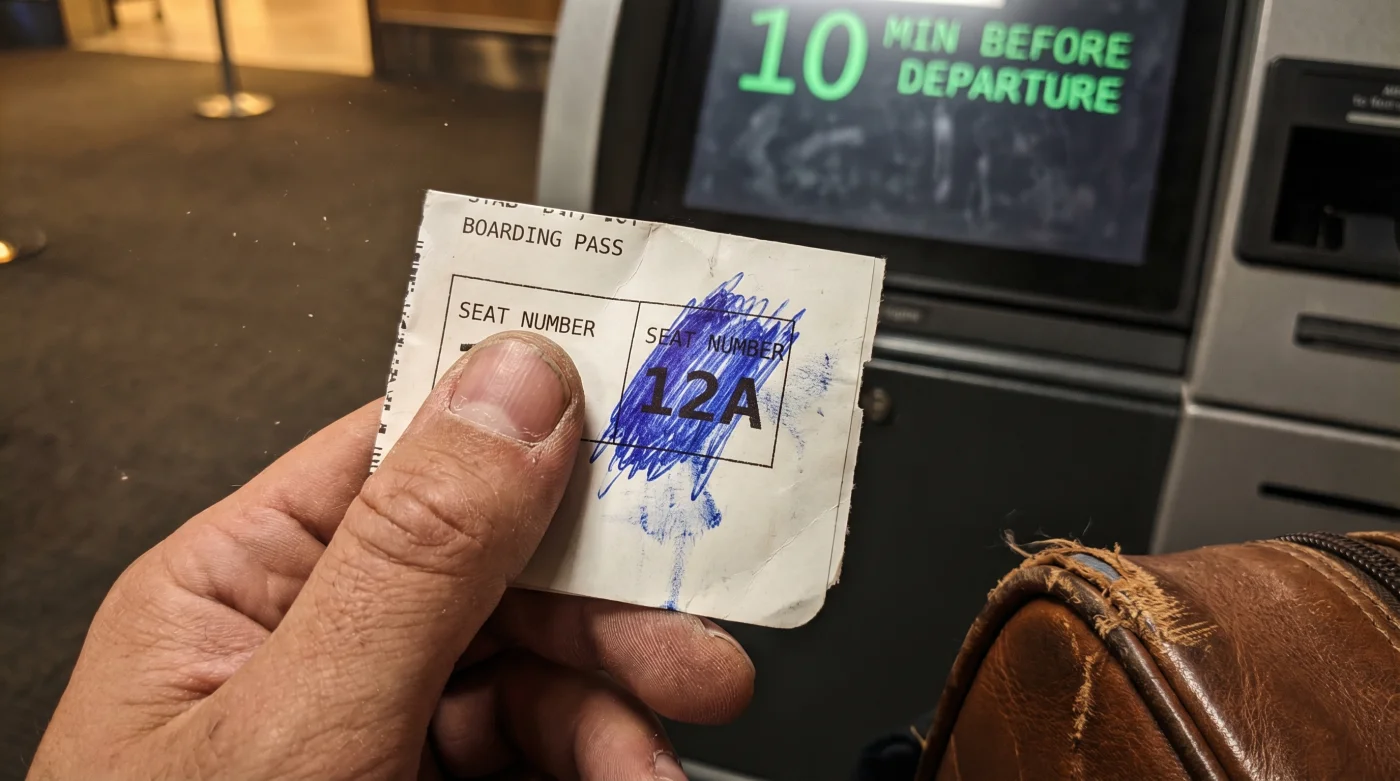 10 MIN BEFORE
DEPARTURE
BOARDING PASS
SEAT NUMBER
SEAT NUMBER
12A